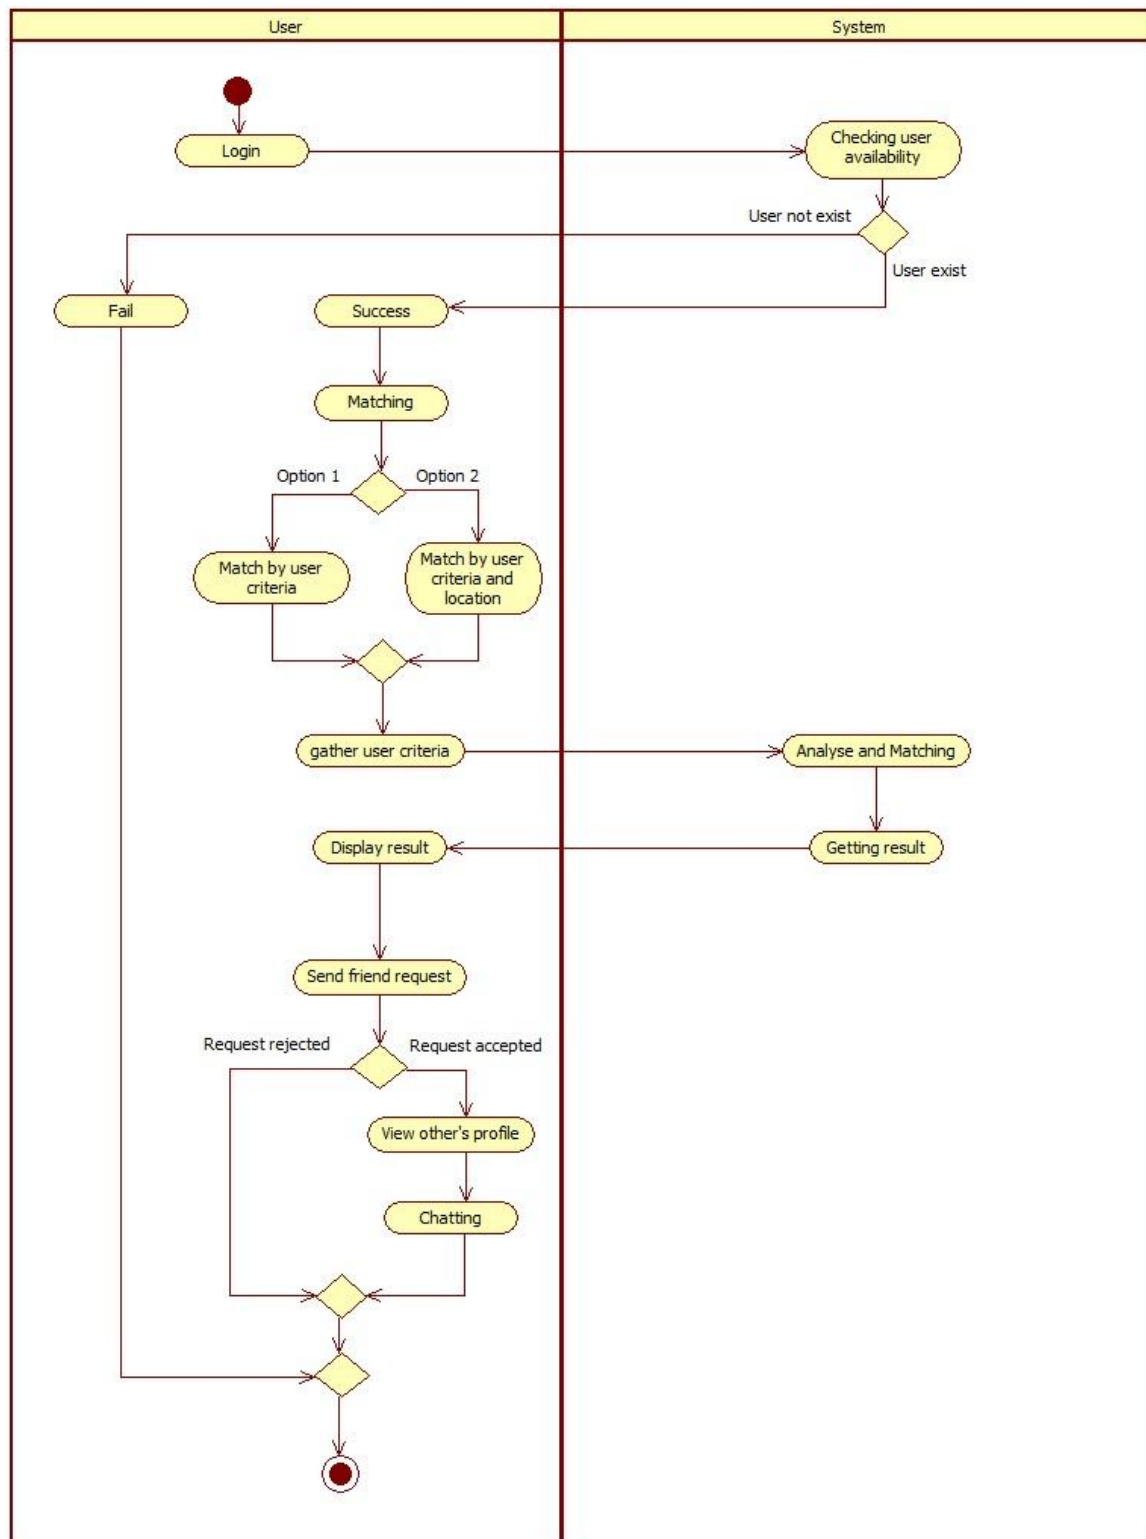 User
System
Login
Checking user
availability
User not exist
User exist
Fail
Success
Matching
Option 1
Option 2
Match by user
criteria
Match by user
criteria and
location
gather user criteria
Analyse and Matching
Display result
Getting result
Send friend request
Request rejected
Request accepted
View other's profile
Chatting